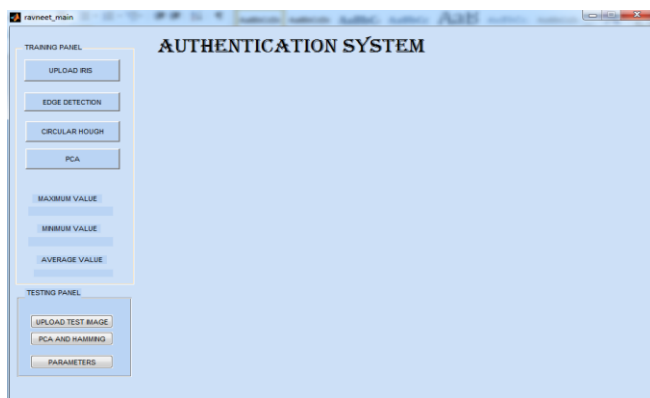 ravneet_main
AUTHENTICATION SYSTEM
TRAINING PANEL
UPLOAD IRIS
EDGE DETECTION
CIRCULAR HOUGH
PCA
MAXIMUM VALUE
MINIMUM VALUE
AVERAGE VALUE
TESTING PANEL
UPLOAD TEST IMAGE
PCA AND HAMMING
PARAMETERS